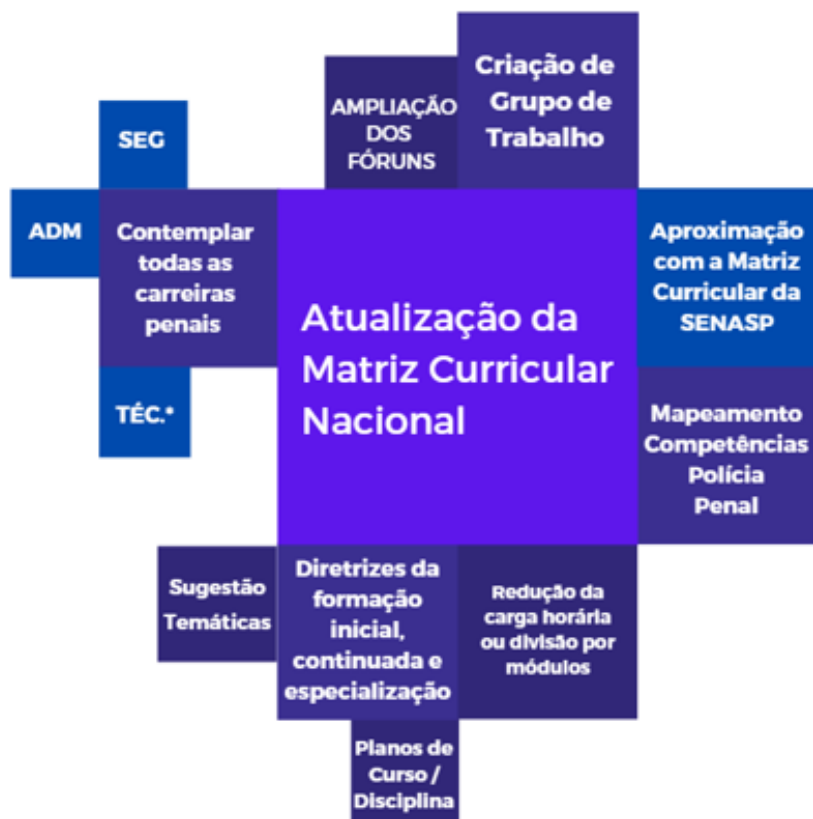 Criação de
Grupo de
Trabalho
AMPLIAÇÃO
DOS
FÓRUNS
SEG
ADM
Contemplar
todas as
carreiras
penais
TÉC.*
Atualização da
Matriz Curricular
Nacional
Aproximação
com a Matriz
Curricular da
SENASP
Mapeamento
Competências
Polícia
Penal
Sugestão
Temáticas
Diretrizes da
formação
inicial,
continuada e
especialização
Redução da
carga horária
ou divisão por
módulos
Planos de
Curso /
Disciplina